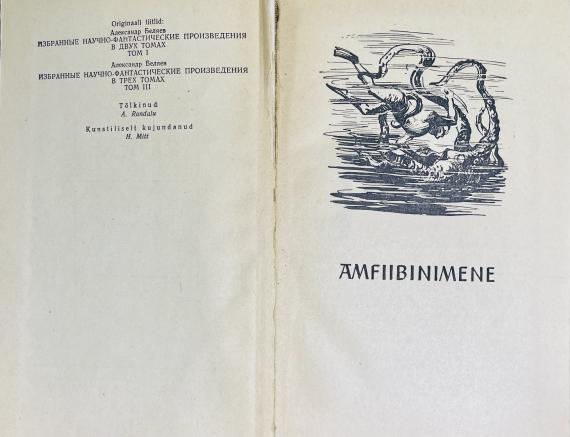 Originaali tiitlid:
Александр Беляев
ИЗБРАННЫЕ НАУЧНО-ФАНТАСТИЧЕСКИЕ ПРОИЗВЕДЕНИЯ
В ДВУХ ТОМАХ
ТОМ I
Александр Беляев
ИЗБРАННЫЕ НАУЧНО-ФАНТАСТИЧЕСКИЕ ПРОИЗВЕДЕНИЯ
В ТРЕХ ТОМАХ
ТОМ III
Tõlkinud
A. Randalu
Kunstiliselt kujundanud
H. Mitt
AMFIIBINIMENE